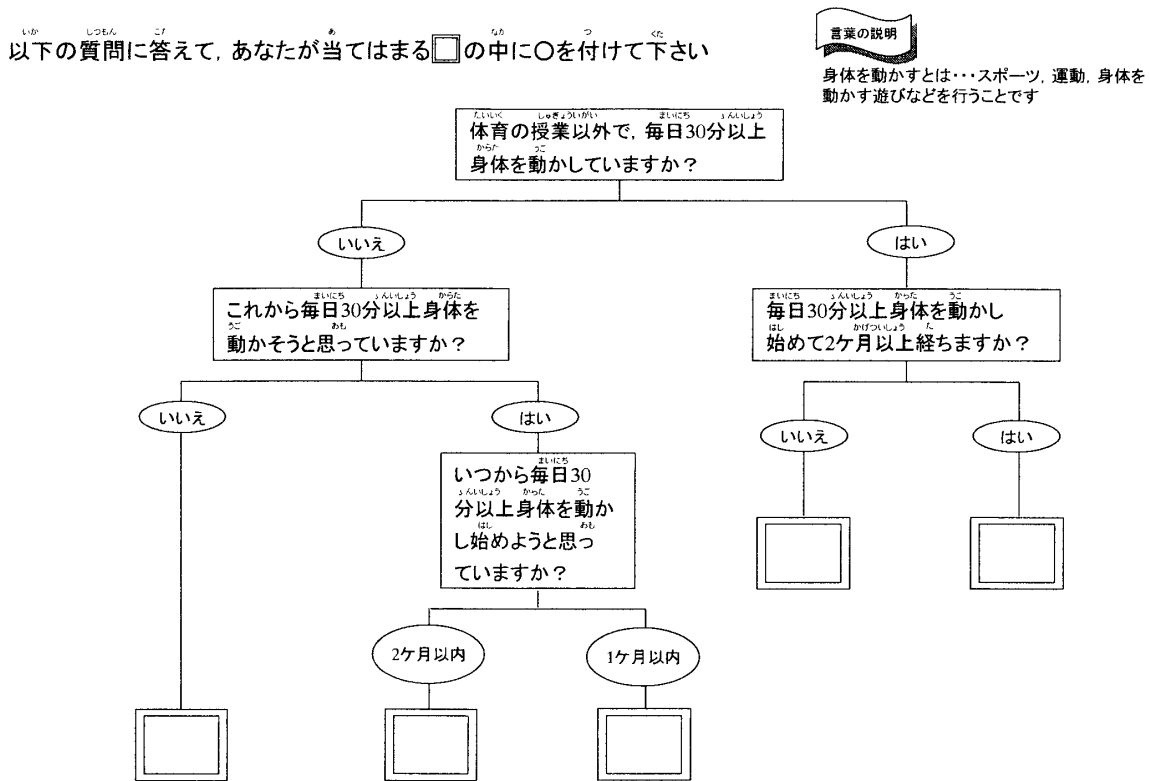 以下の質問に答えて, あなたが当てはまる□の中に○を付けて下さい
言葉の説明
身体を動かすとは・・・スポーツ, 運動, 身体を
動かす遊びなどを行うことです
体育の授業以外で, 毎日30分以上
身体を動かしていますか？
いいえ
はい
これから毎日30分以上身体を
動かそうと思っていますか？
毎日30分以上身体を動かし
始めて2ケ月以上経ちますか？
いいえ
はい
いいえ
はい
いつから毎日30
分以上身体を動か
し始めようと思っ
ていますか？
2ケ月以内
1ケ月以内